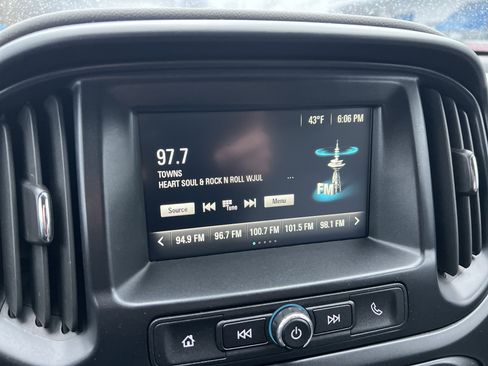 43°F 6:06 PM
97.7
TOWNS
HEART SOUL & ROCK N ROLL WJUL ...
FM
Source Tune Menu
94.9 FM 96.7 FM 100.7 FM 101.5 FM 98.1 FM